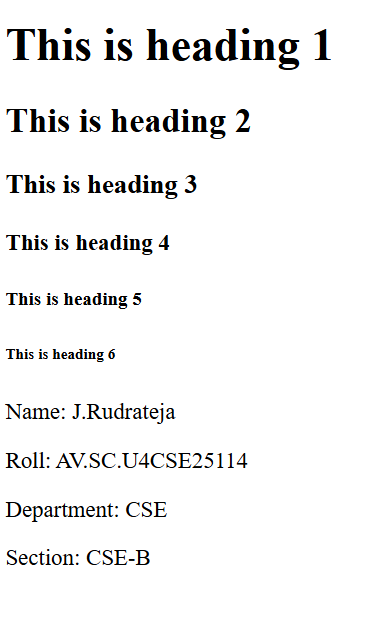 This is heading 1
This is heading 2
This is heading 3
This is heading 4
This is heading 5
This is heading 6
Name: J.Rudrateja
Roll: AV.SC.U4CSE25114
Department: CSE
Section: CSE-B